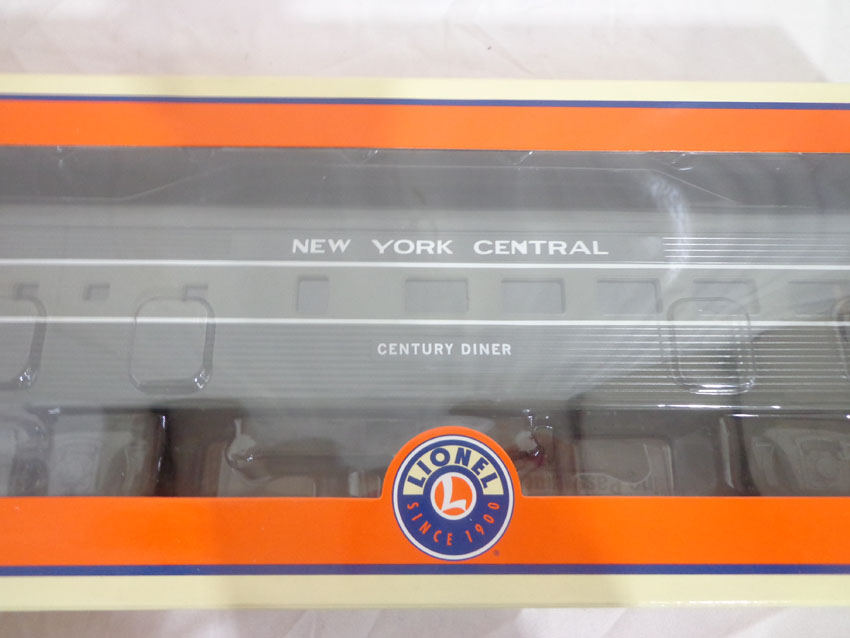 NEW YORK CENTRAL
CENTURY DINER
LIONEL
L
SINCE 1900
®